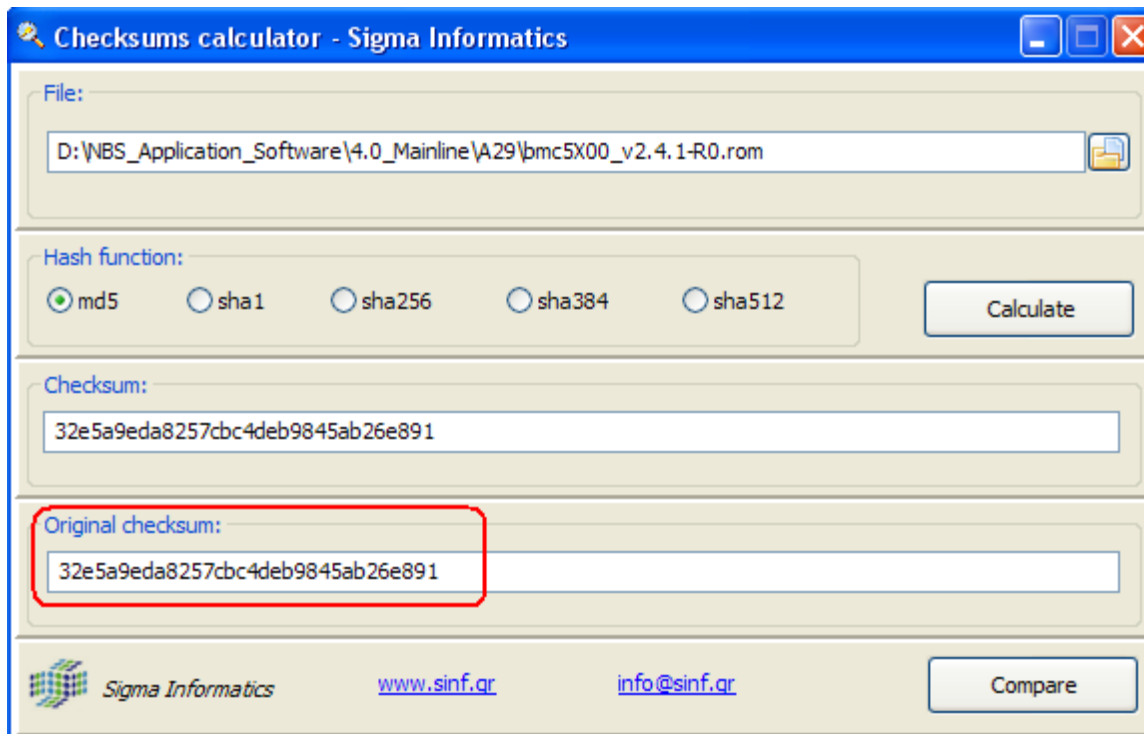 Checksums calculator - Sigma Informatics
File:
D:\NBS_Application_Software\4.0_Mainline\A29\bmc5X00_v2.4.1-R0.rom
Hash function:
md5 sha1 sha256 sha384 sha512
Calculate
Checksum:
32e5a9eda8257cbc4deb9845ab26e891
Original checksum:
32e5a9eda8257cbc4deb9845ab26e891
Sigma Informatics www.sinf.gr info@sinf.gr
Compare